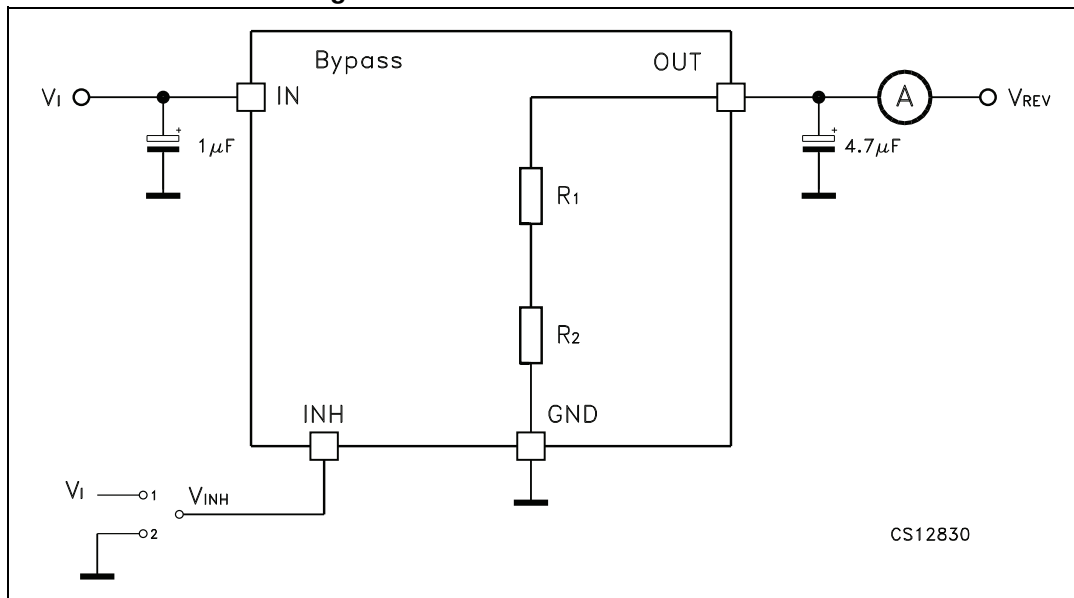 Bypass
OUT
VI
IN
A
VREV
+
1μF
+
4.7μF
R1
R2
INH
GND
VI
1
VINH
2
CS12830